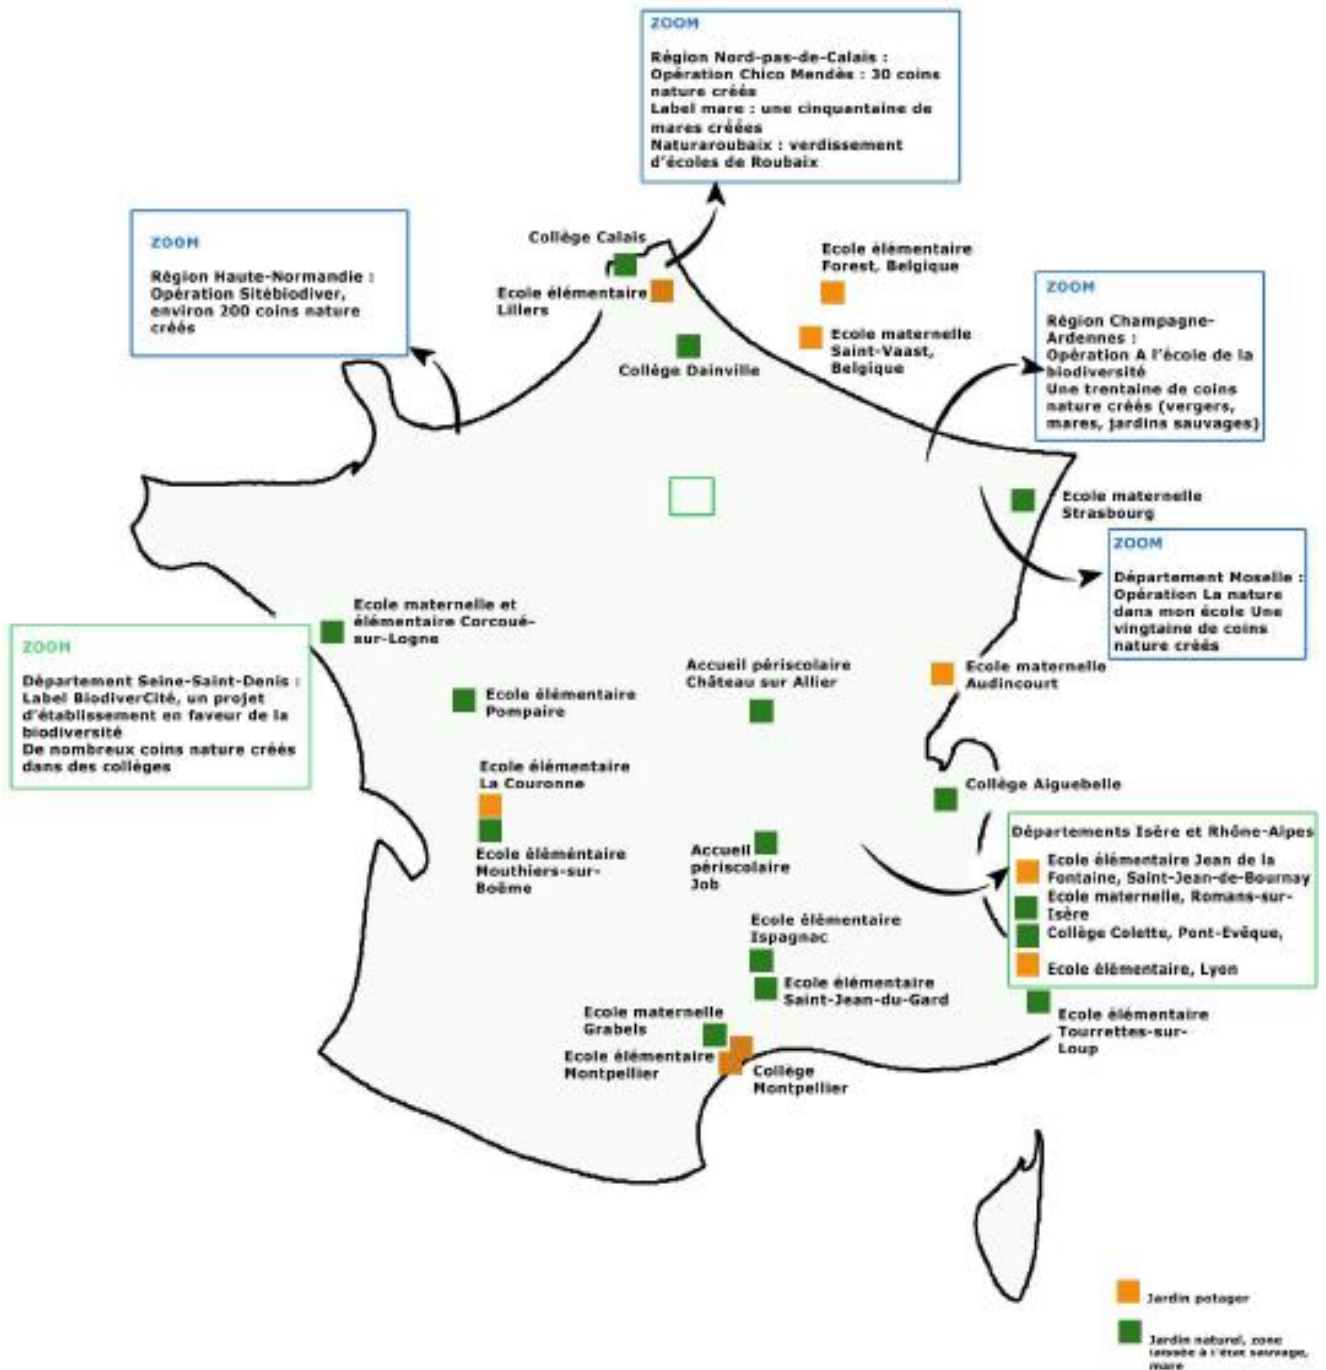 ZOOM
Région Nord-pas-de-Calais :
Opération Chico Mendès : 30 coins
nature créés
Label mare : une cinquantaine de
mares créées
Naturaroubaix : verdissement
d'écoles de Roubaix
ZOOM
Région Haute-Normandie :
Opération Sitébiodiver,
environ 200 coins nature
créés
Collège Calais
Ecole élémentaire
Lillers
Collège Dainville
Ecole élémentaire
Forest, Belgique
Ecole maternelle
Saint-Vaast,
Belgique
ZOOM
Région Champagne-
Ardennes :
Opération A l'école de la
biodiversité
Une trentaine de coins
nature créés (vergers,
mares, jardins sauvages)
Ecole maternelle
Strasbourg
ZOOM
Département Moselle :
Opération La nature
dans mon école Une
vingtaine de coins
nature créés
Ecole maternelle et
élémentaire Corcoué-
sur-Logne
ZOOM
Département Seine-Saint-Denis :
Label BiodiverCité, un projet
d'établissement en faveur de la
biodiversité
De nombreux coins nature créés
dans des collèges
Ecole élémentaire
Pompaire
Accueil périscolaire
Château sur Allier
Ecole maternelle
Audincourt
Ecole élémentaire
La Couronne
Ecole éleméntaire
Mouthiers-sur-
Boëme
Accueil
périscolaire
Job
Collège Aiguebelle
Départements Isère et Rhône-Alpes
Ecole élémentaire Jean de la
Fontaine, Saint-Jean-de-Bournay
Ecole maternelle, Romans-sur-
Isère
Collège Colette, Pont-Evêque,
Ecole élémentaire, Lyon
Ecole élémentaire
Ispagnac
Ecole élémentaire
Saint-Jean-du-Gard
Ecole maternelle
Grabels
Ecole élémentaire
Montpellier
Collège
Montpellier
Ecole élémentaire
Tourrettes-sur-
Loup
Jardin potager
Jardin naturel, zone
laissée à l'état sauvage,
mare